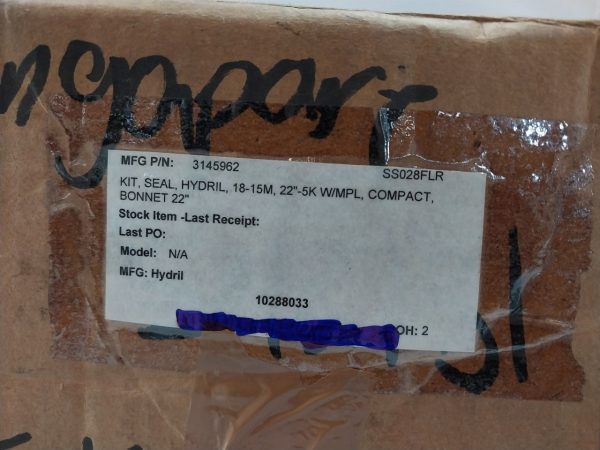 MFG P/N: 3145962 SS028FLR
KIT, SEAL, HYDRIL, 18-15M, 22"-5K W/MPL, COMPACT,
BONNET 22"
Stock Item -Last Receipt:
Last PO:
Model: N/A
MFG: Hydril
10288033
OH: 2